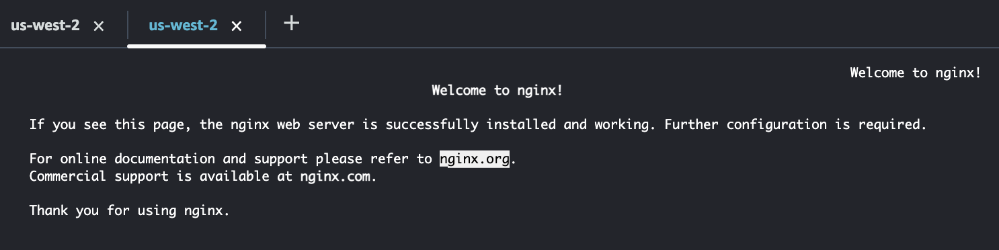 us-west-2 us-west-2
Welcome to nginx!
Welcome to nginx!
If you see this page, the nginx web server is successfully installed and working. Further configuration is required.
For online documentation and support please refer to nginx.org.
Commercial support is available at nginx.com.
Thank you for using nginx.